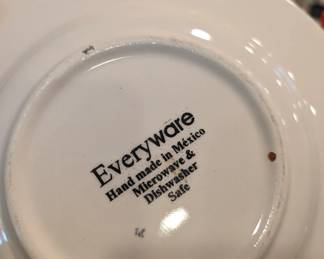 Everyware
Hand made in México
Microwave &
Dishwasher
Safe